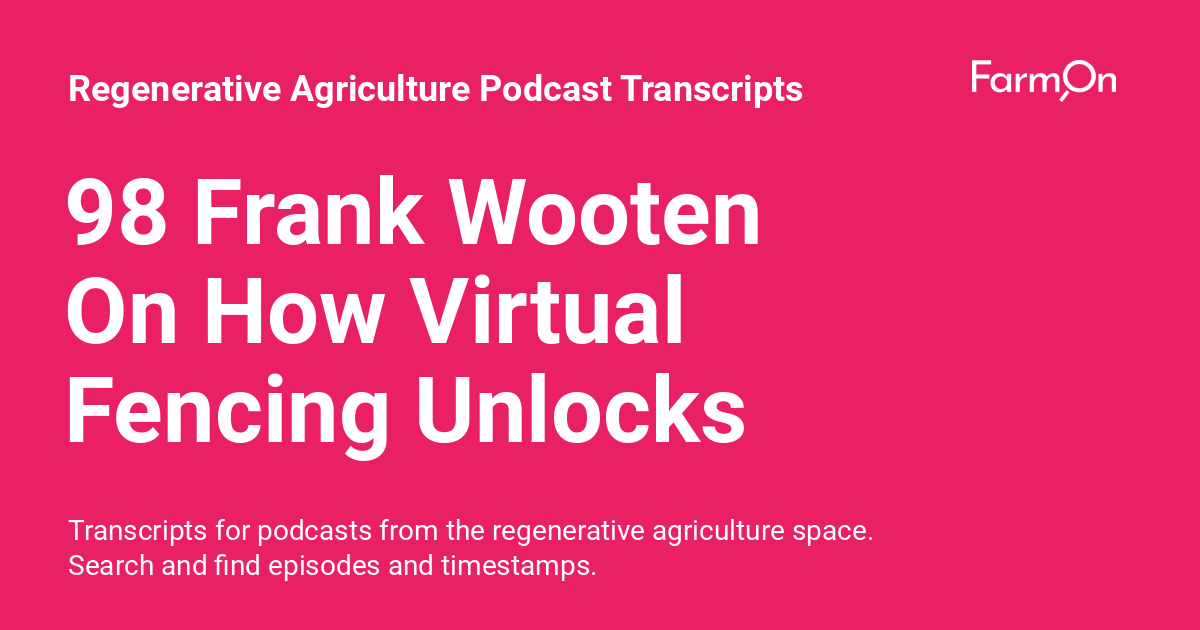 Regenerative Agriculture Podcast Transcripts
FarmOn
98 Frank Wooten
On How Virtual
Fencing Unlocks
Transcripts for podcasts from the regenerative agriculture space.
Search and find episodes and timestamps.